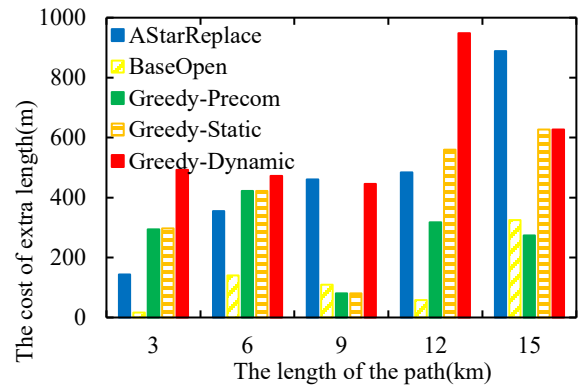 The cost of extra length(m)
1000
800
600
400
200
0
AStarReplace
BaseOpen
Greedy-Precom
Greedy-Static
Greedy-Dynamic
3 6 9 12 15
The length of the path(km)